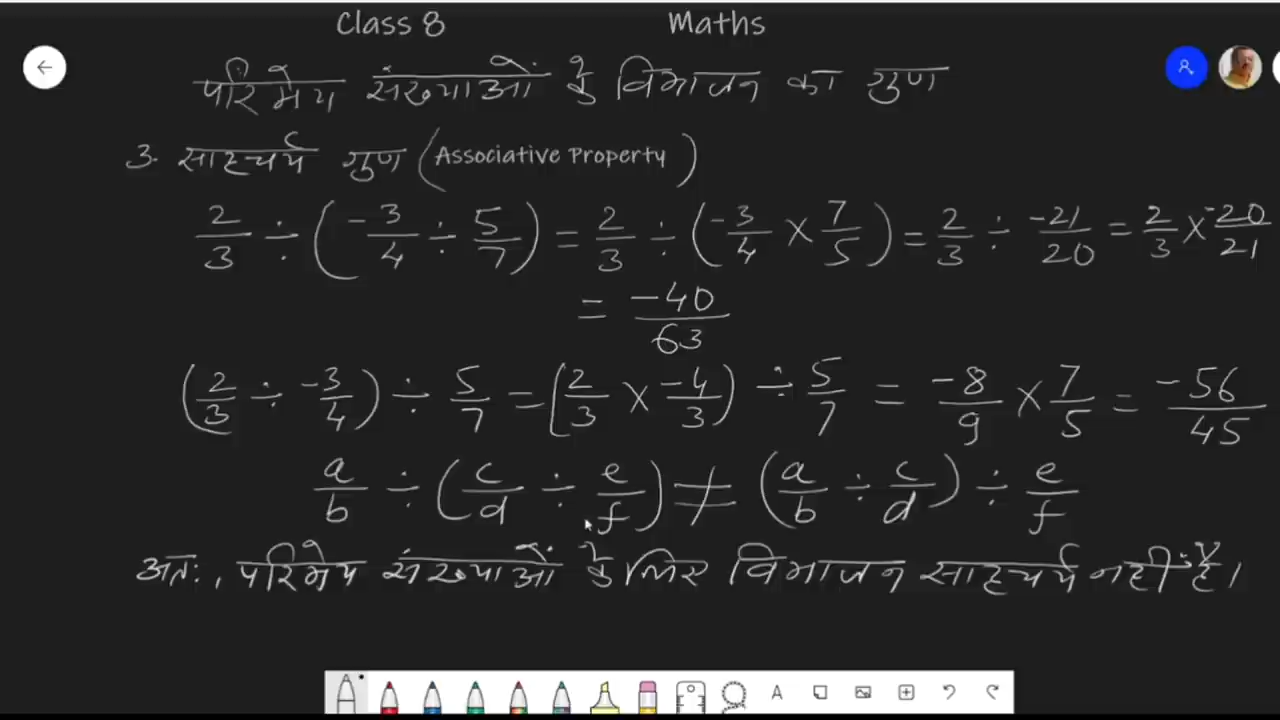 Class 8 Maths
परिमेय संख्याओं के विभाजन का गुण
3. साहचर्य गुण (Associative Property)
2/3 ÷ (-3/4 ÷ 5/7) = 2/3 ÷ (-3/4 × 7/5) = 2/3 ÷ -21/20 = 2/3 × -20/21
= -40/63
(2/3 ÷ -3/4) ÷ 5/7 = [2/3 × -4/3) ÷ 5/7 = -8/9 × 7/5 = -56/45
a/b ÷ (c/d ÷ e/f) ≠ (a/b ÷ c/d) ÷ e/f
अतः, परिमेय संख्याओं के लिए विभाजन साहचर्य नहीं है।